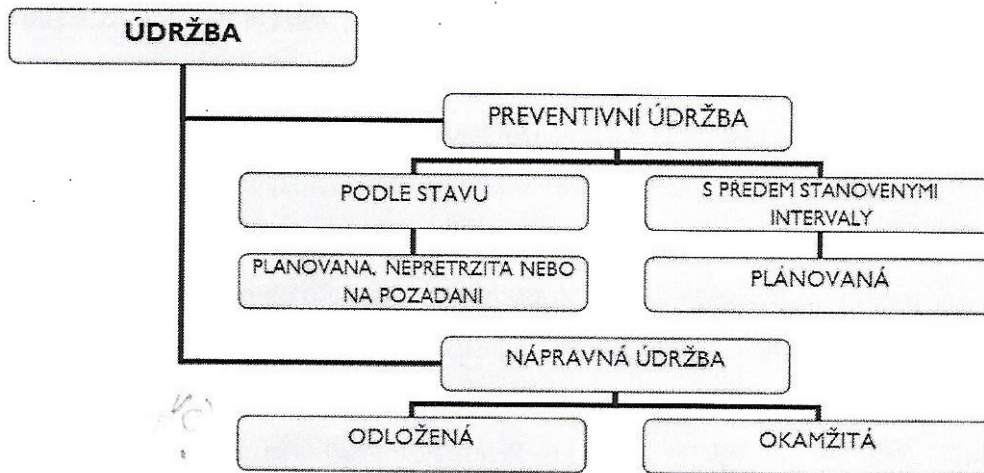 ÚDRŽBA
PREVENTIVNÍ ÚDRŽBA
PODLE STAVU
S PŘEDEM STANOVENYMI
INTERVALY
PLANOVANA, NEPRETRZITA NEBO
NA POZADANI
PLÁNOVANÁ
NÁPRAVNÁ ÚDRŽBA
ODLOŽENÁ
OKAMŽITÁ